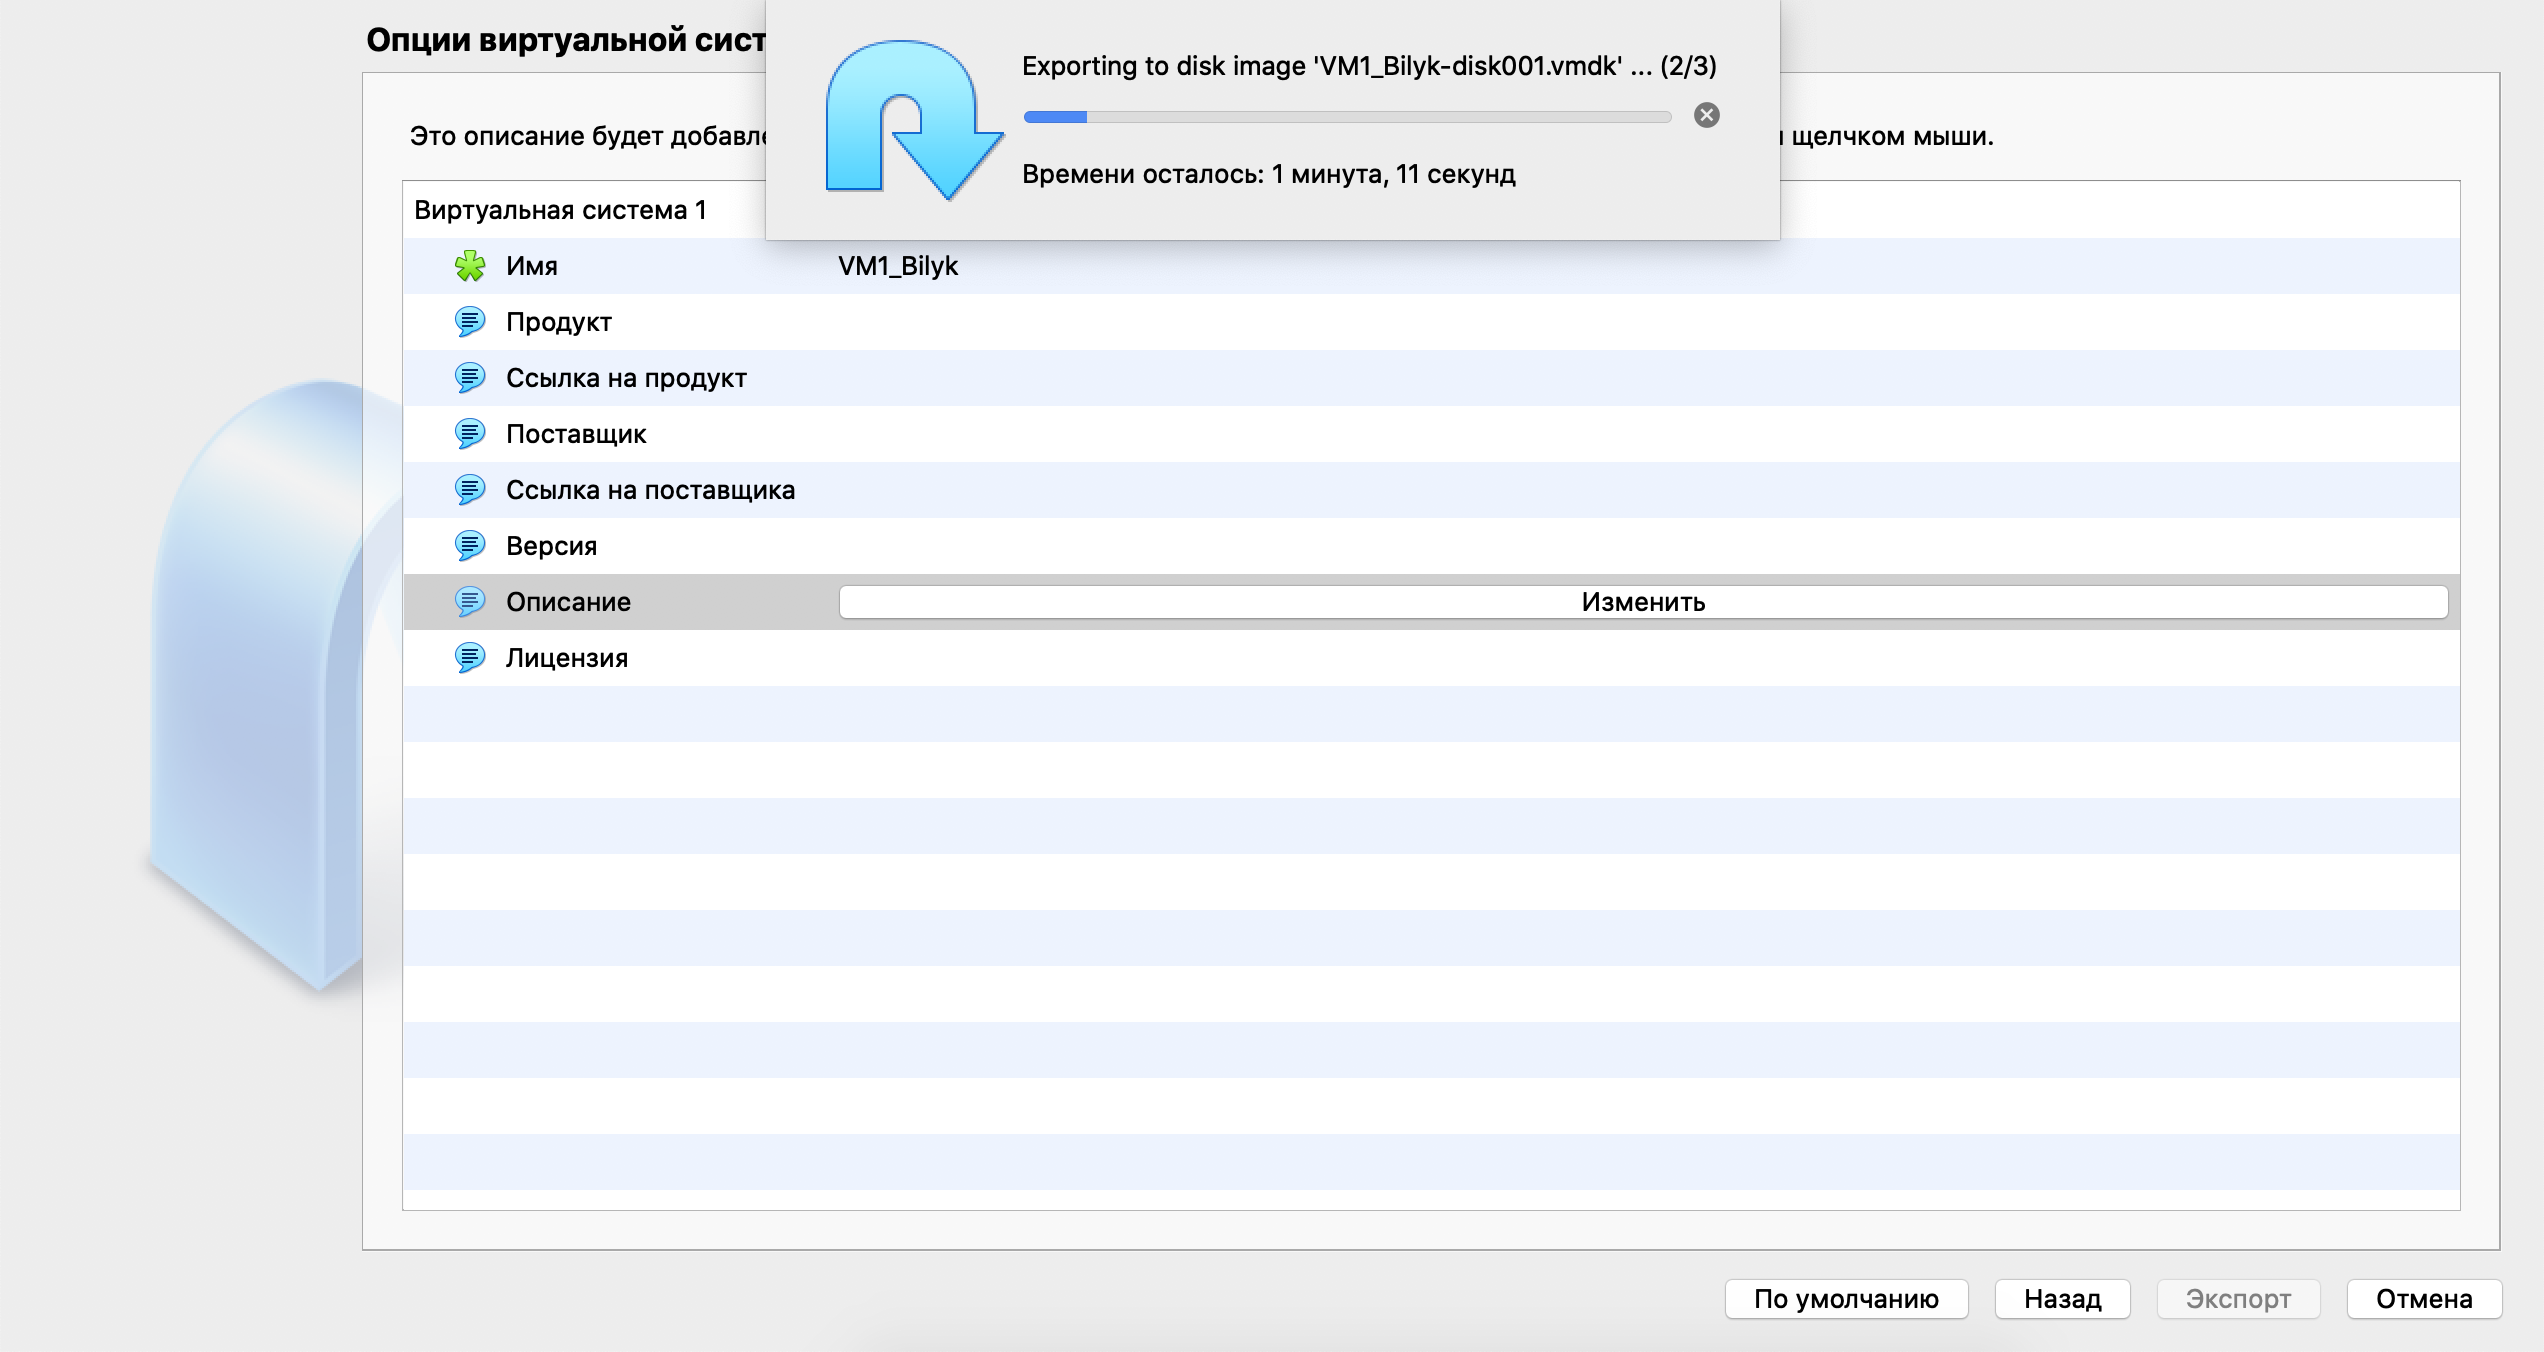 Опции виртуальной сист
Exporting to disk image 'VM1_Bilyk-disk001.vmdk' ... (2/3)
Времени осталось: 1 минута, 11 секунд
Это описание будет добавле
щелчком мыши.
Виртуальная система 1
Имя VM1_Bilyk
Продукт
Ссылка на продукт
Поставщик
Ссылка на поставщика
Версия
Описание Изменить
Лицензия
По умолчанию Назад Экспорт Отмена